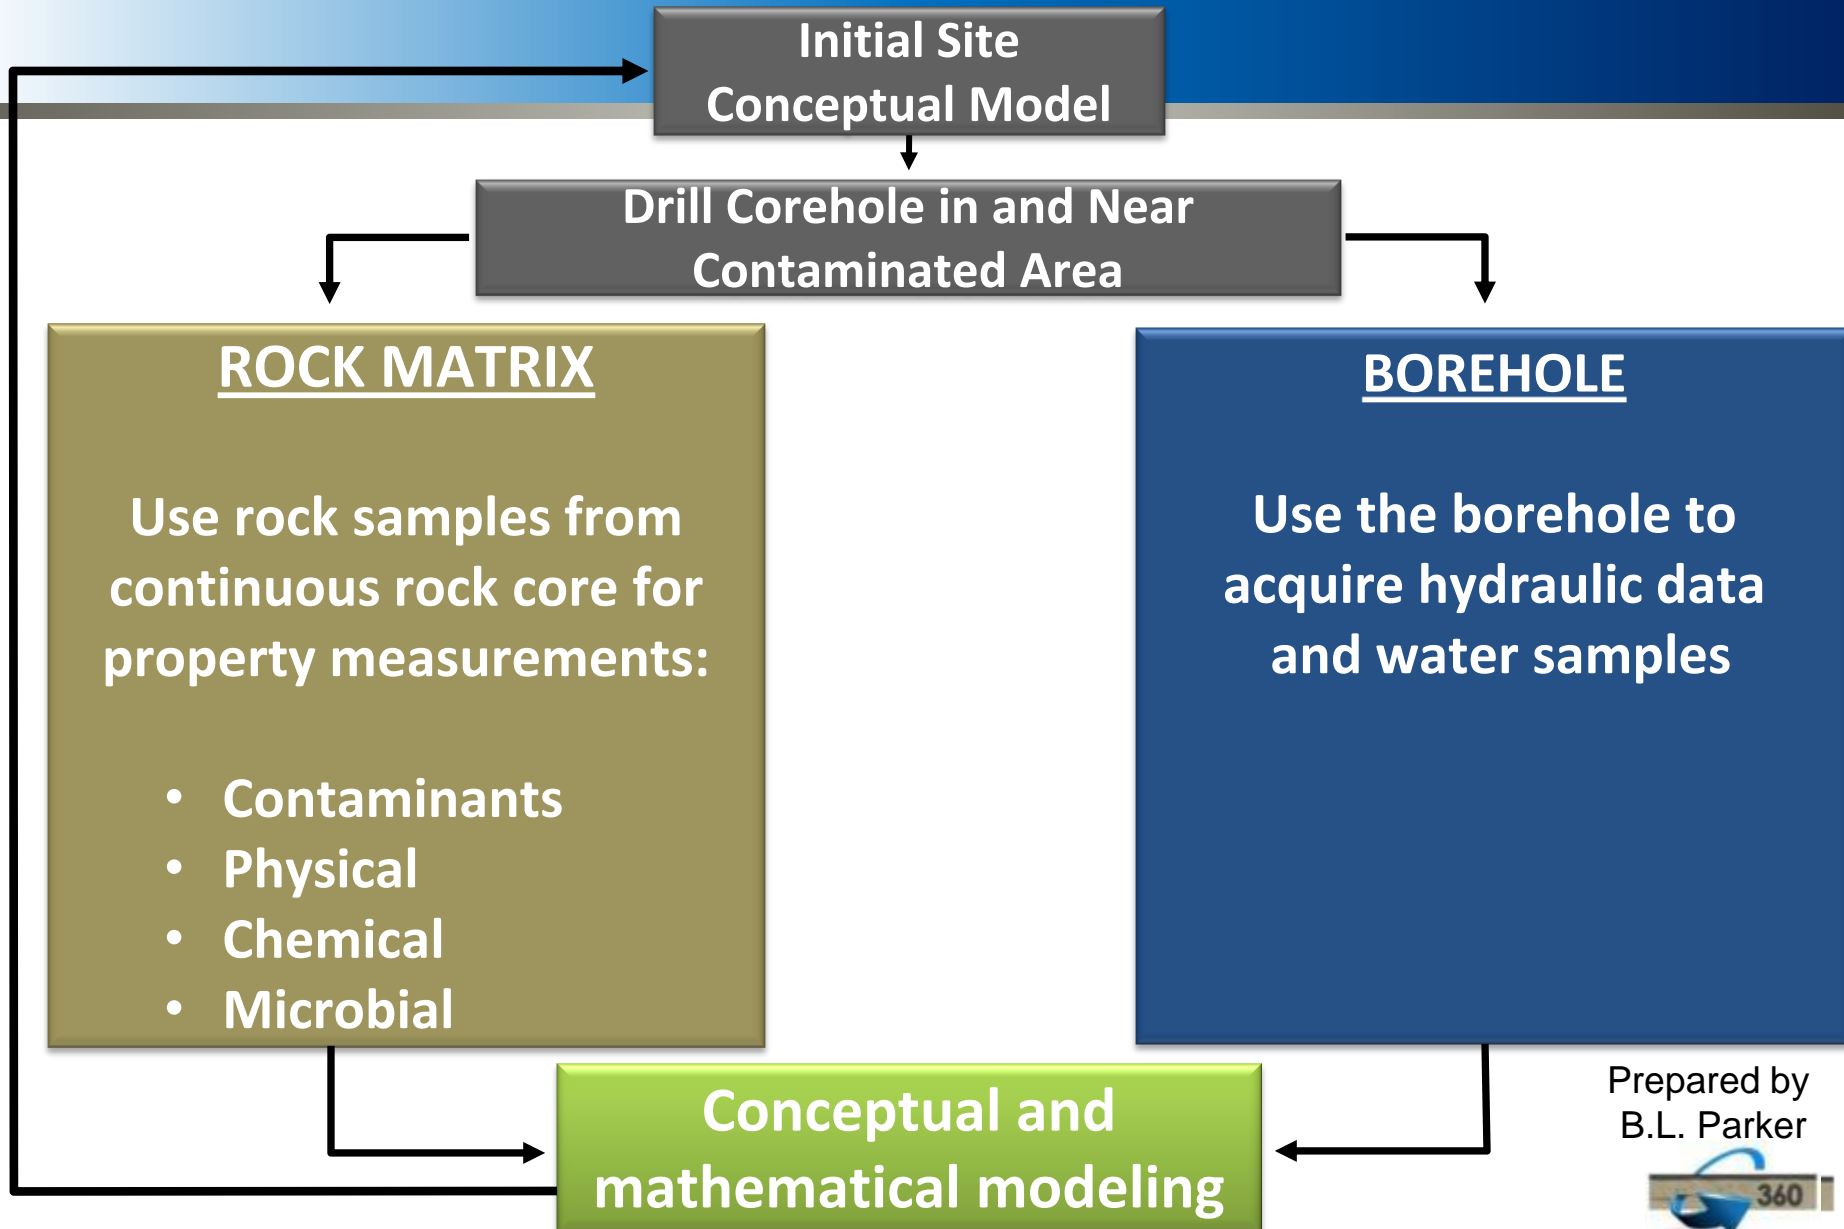 Initial Site
Conceptual Model
Drill Corehole in and Near
Contaminated Area
ROCK MATRIX
Use rock samples from
continuous rock core for
property measurements:
• Contaminants
• Physical
• Chemical
• Microbial
BOREHOLE
Use the borehole to
acquire hydraulic data
and water samples
Conceptual and
mathematical modeling
Prepared by
B.L. Parker
360